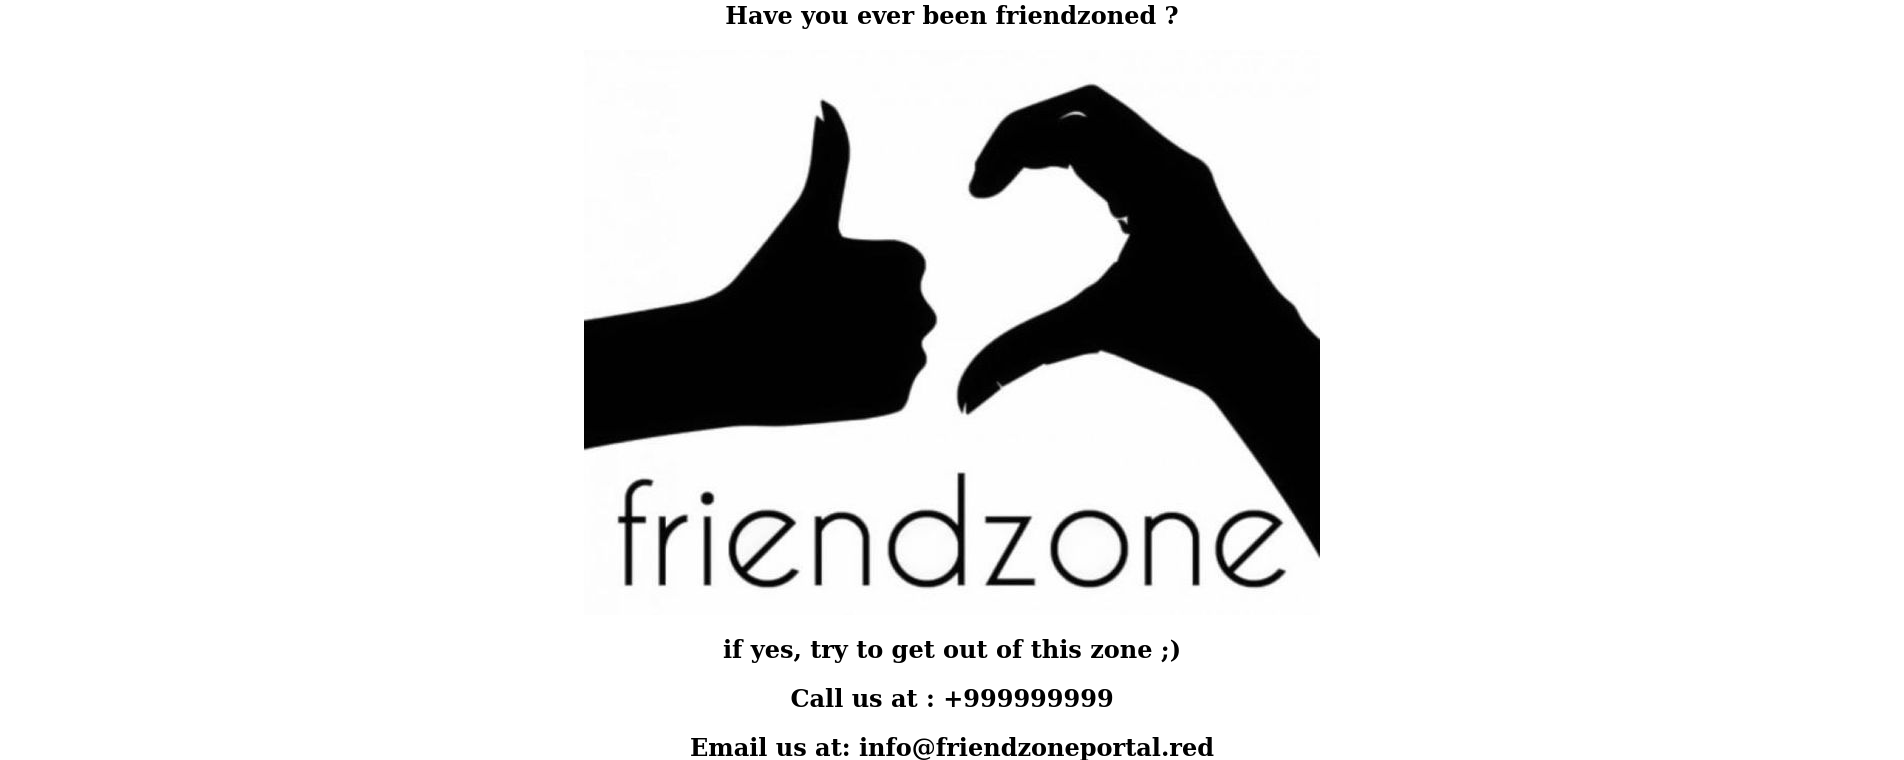 Have you ever been friendzoned ?
friendzone
if yes, try to get out of this zone ;)
Call us at : +999999999
Email us at: info@friendzoneportal.red